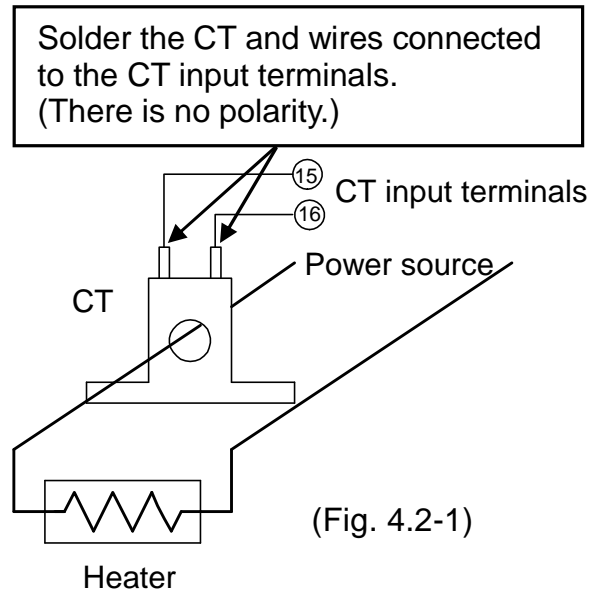 Solder the CT and wires connected
to the CT input terminals.
(There is no polarity.)
15
CT input terminals
16
Power source
CT
(Fig. 4.2-1)
Heater